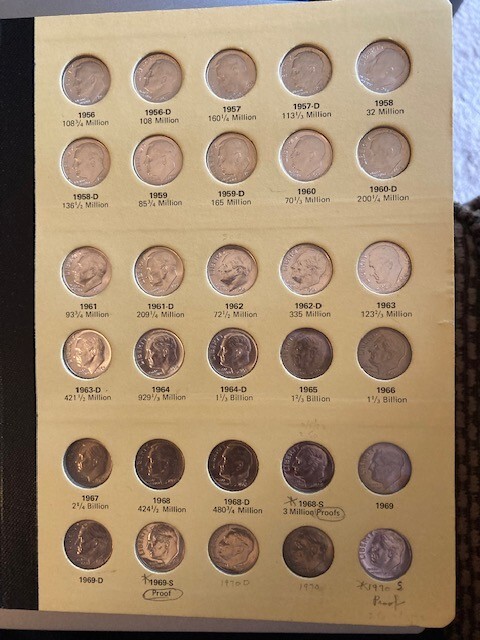 1956 1956-D 1957 1957-D 1958
108¾ Million 108 Million 160¼ Million 113⅓ Million 32 Million
1958-D 1959 1959-D 1960 1960-D
136½ Million 85¾ Million 165 Million 70⅓ Million 200¼ Million
1961 1961-D 1962 1962-D 1963
93¾ Million 209¼ Million 72½ Million 335 Million 123⅔ Million
1963-D 1964 1964-D 1965 1966
421⅓ Million 929⅓ Million 1⅓ Billion 1⅔ Billion 1⅓ Billion
1967 1968 1968-D *1968-S 1969
2¼ Billion 424½ Million 480¾ Million 3 Million Proofs
1969-D *1969-S 1970D 1970 *1970 S
Proof Proof